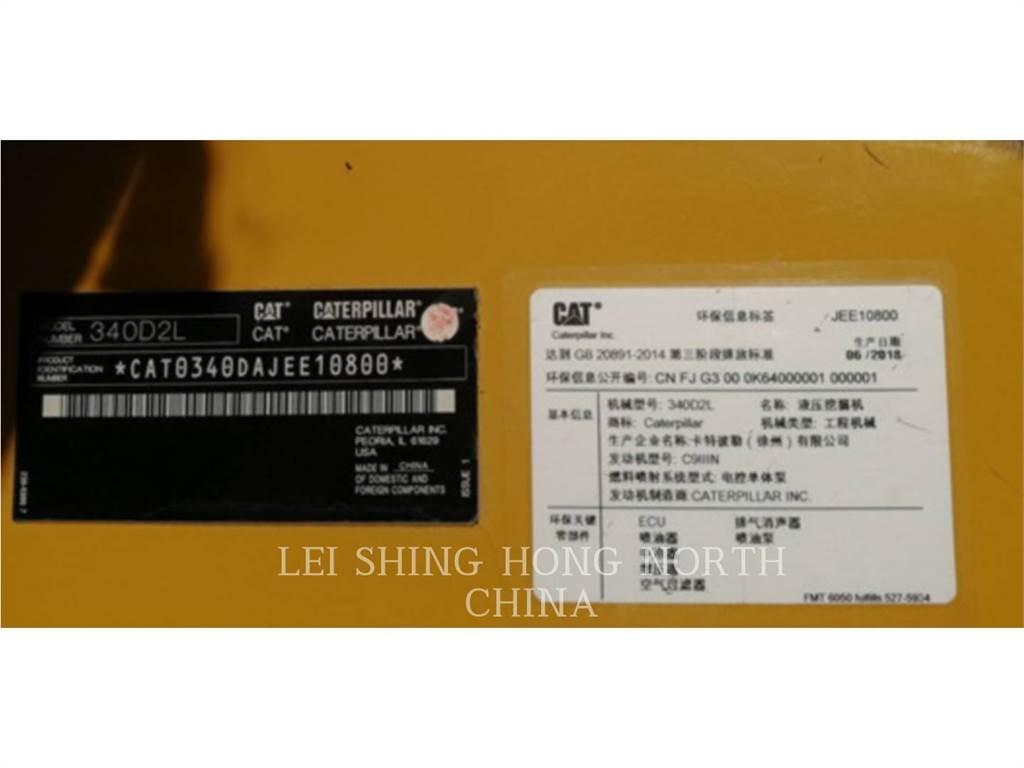 CAT CATERPILLAR
MODEL NUMBER 340D2L CAT CATERPILLAR
PRODUCT IDENTIFICATION NUMBER *CAT0340DAJEE10800*
CATERPILLAR INC.
PEORIA, IL 61629
USA
MADE IN CHINA
OF DOMESTIC AND
FOREIGN COMPONENTS
ISSUE 1
CAT 环保信息标签 JEE10800
Caterpillar Inc.
生产日期
达到 GB 20891-2014 第三阶段排放标准 06 / 2018
环保信息公开编号: CN FJ G3 00 0K64000001 000001
基本信息
机械型号: 340D2L 名称: 液压挖掘机
商标: Caterpillar 机械类型: 工程机械
生产企业名称:卡特彼勒（徐州）有限公司
发动机型号: C9IIIN
燃料喷射系统型式: 电控单体泵
发动机制造商:CATERPILLAR INC.
环保关键零部件
ECU 排气消声器
喷油器 喷油泵
空气过滤器
FMT 6050 fulfills 527-5934
LEI SHING HONG NORTH
CHINA